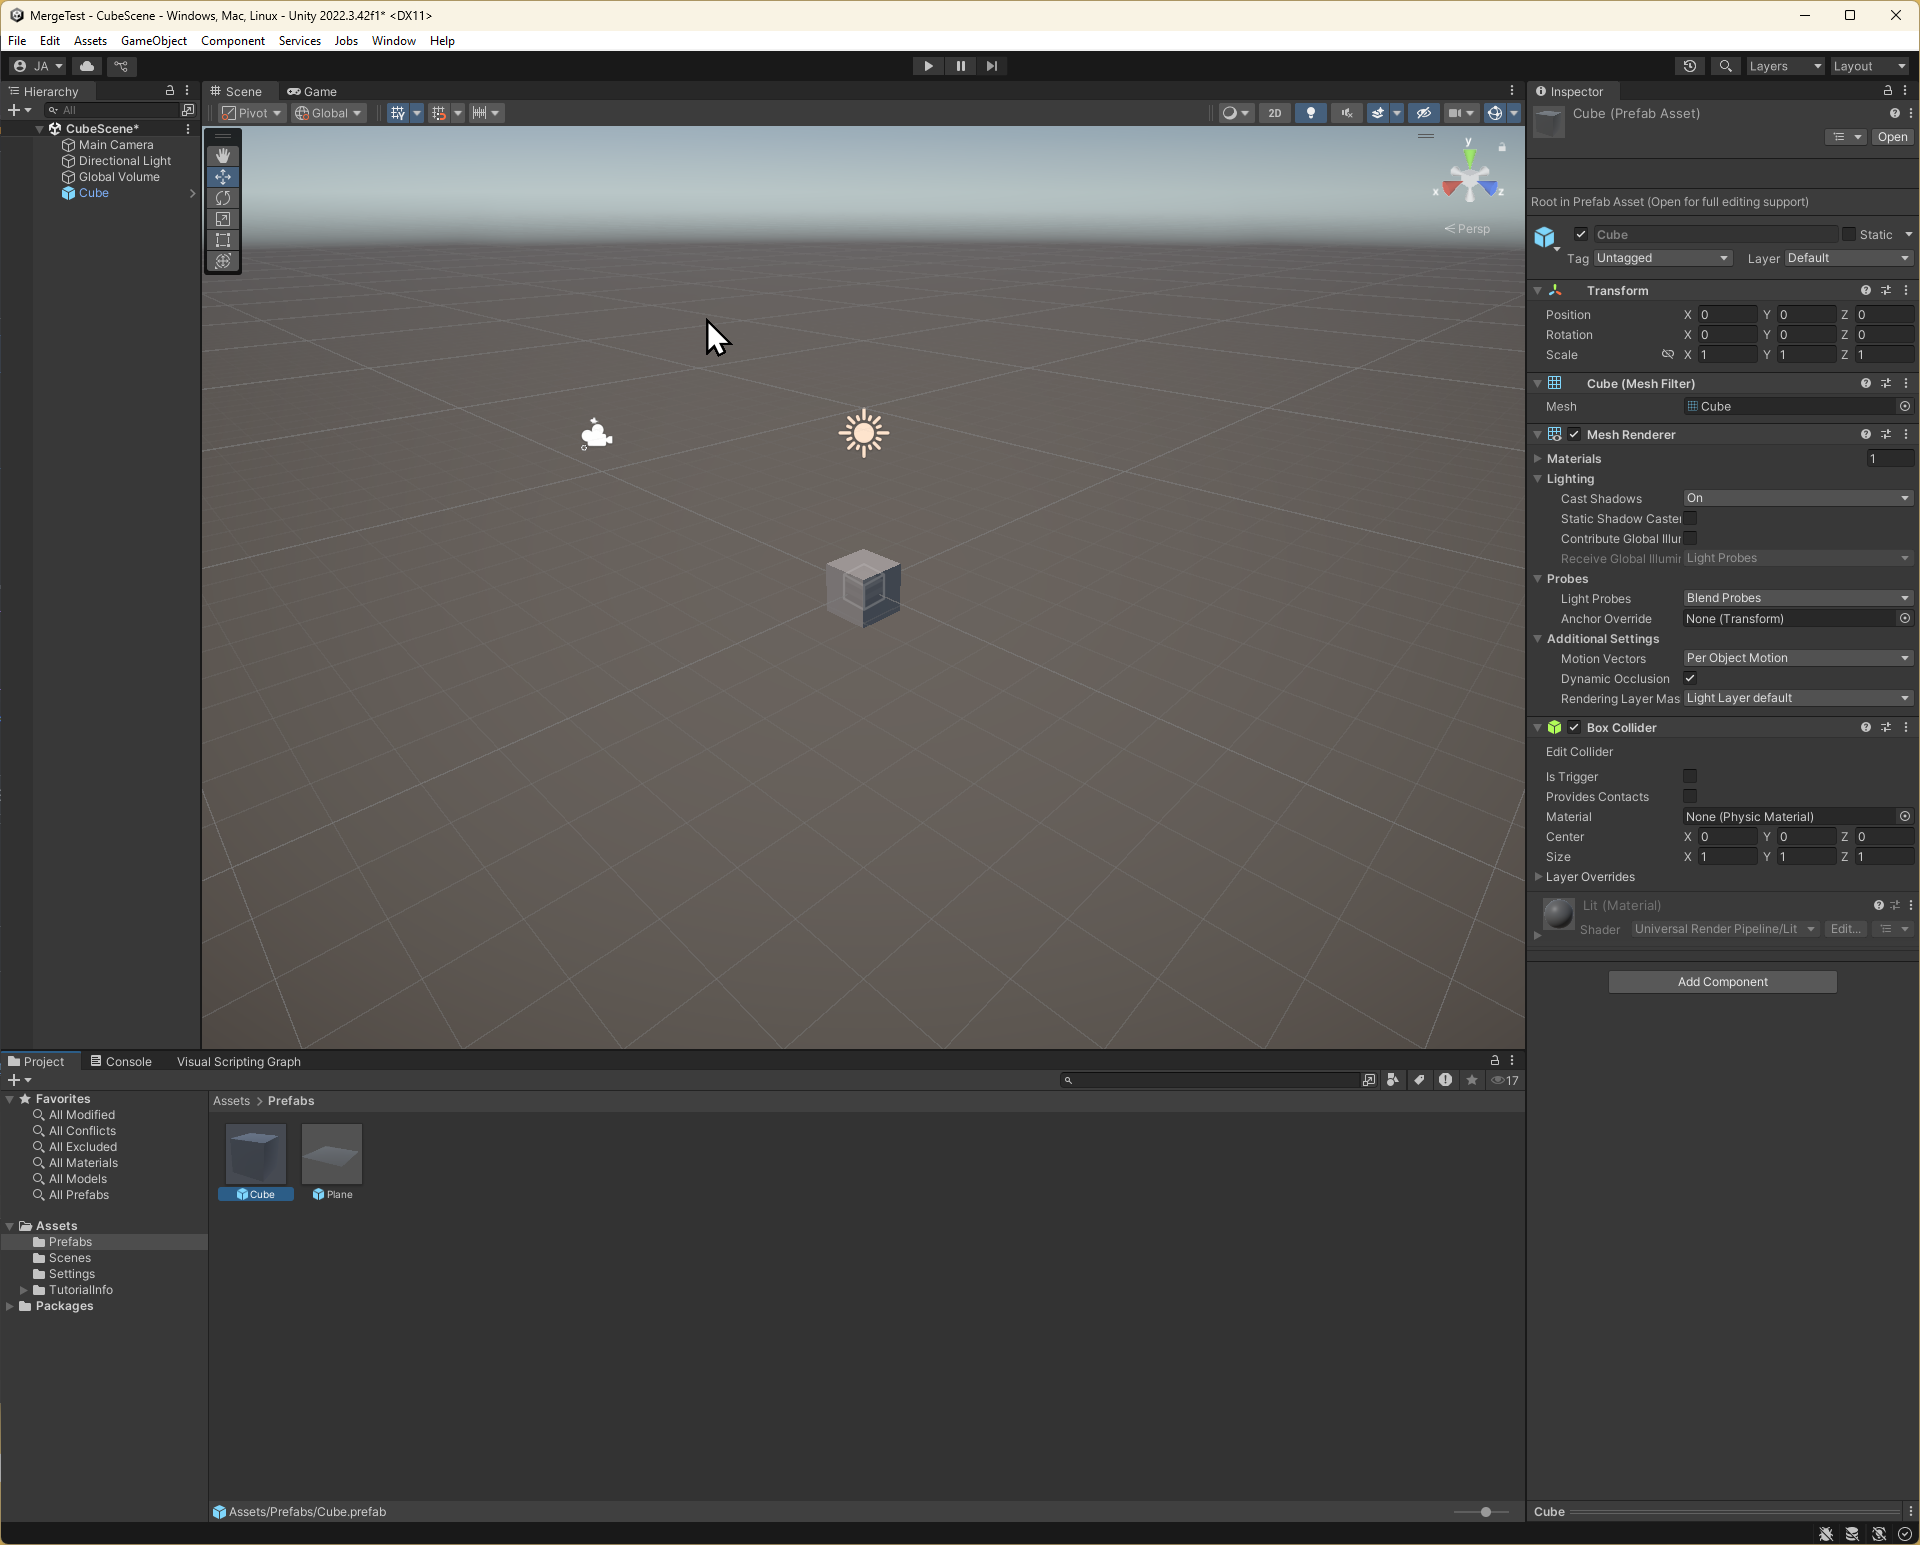 MergeTest - CubeScene - Windows, Mac, Linux - Unity 2022.3.42f1* <DX11>
File Edit Assets GameObject Component Services Jobs Window Help
JA
Layers Layout
Hierarchy
All
CubeScene*
Main Camera
Directional Light
Global Volume
Cube
Scene Game
Pivot Global 2D
y
x z
Persp
Inspector
Cube (Prefab Asset)
Open
Root in Prefab Asset (Open for full editing support)
Cube Static
Tag Untagged Layer Default
Transform
Position X 0 Y 0 Z 0
Rotation X 0 Y 0 Z 0
Scale X 1 Y 1 Z 1
Cube (Mesh Filter)
Mesh Cube
Mesh Renderer
Materials 1
Lighting
Cast Shadows On
Static Shadow Caster
Contribute Global Illur
Receive Global Illumir Light Probes
Probes
Light Probes Blend Probes
Anchor Override None (Transform)
Additional Settings
Motion Vectors Per Object Motion
Dynamic Occlusion
Rendering Layer Mas Light Layer default
Box Collider
Edit Collider
Is Trigger
Provides Contacts
Material None (Physic Material)
Center X 0 Y 0 Z 0
Size X 1 Y 1 Z 1
Layer Overrides
Lit (Material)
Shader Universal Render Pipeline/Lit Edit...
Add Component
Cube
Project Console Visual Scripting Graph
17
Favorites
All Modified
All Conflicts
All Excluded
All Materials
All Models
All Prefabs
Assets
Prefabs
Scenes
Settings
TutorialInfo
Packages
Assets > Prefabs
Cube Plane
Assets/Prefabs/Cube.prefab